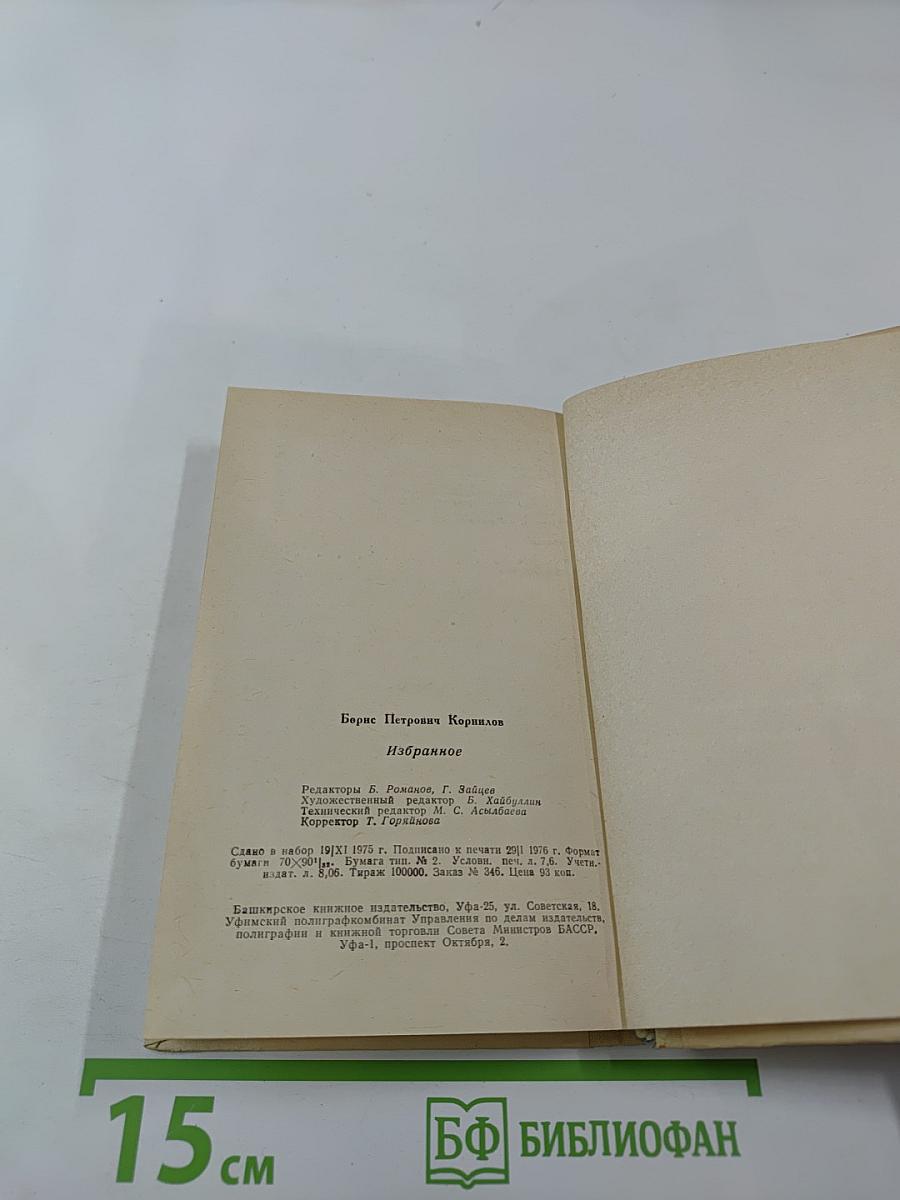 Борис Петрович Корнилов
Избранное
Редакторы Б. Романов, Г. Зайцев
Художественный редактор Б. Хайбуллин
Технический редактор М. С. Асылбаева
Корректор Т. Горяйнова
Сдано в набор 19/XI 1975 г. Подписано к печати 29/I 1976 г. Формат
бумаги 70×90¹/₃₂. Бумага тип. № 2. Условн. печ. л. 7,6. Учетн.-
издат. л. 8,06. Тираж 100000. Заказ № 346. Цена 93 коп.
Башкирское книжное издательство, Уфа-25, ул. Советская, 18.
Уфимский полиграфкомбинат Управления по делам издательств,
полиграфии и книжной торговли Совета Министров БАССР.
Уфа-1, проспект Октября, 2.
15 см
БФ БИБЛИОФАН